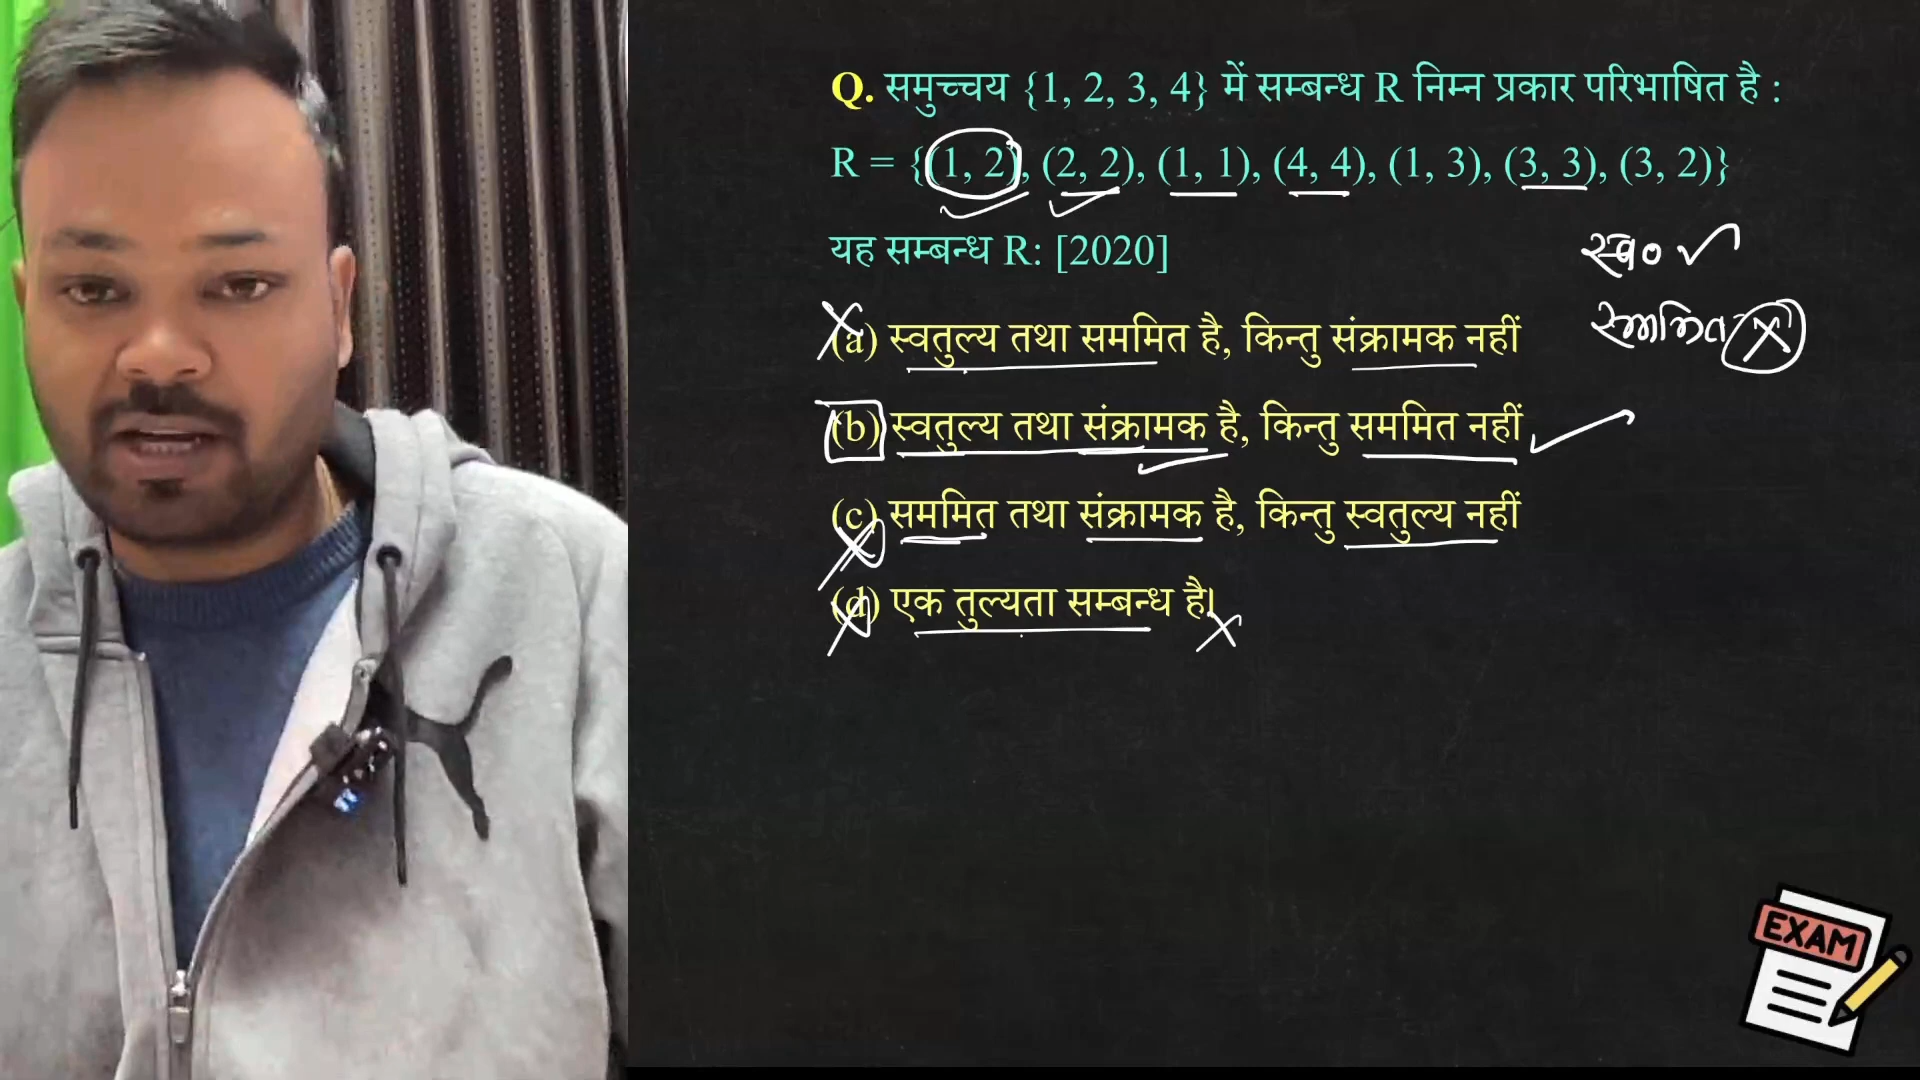 Q. समुच्चय {1, 2, 3, 4} में सम्बन्ध R निम्न प्रकार परिभाषित है :
R = {(1, 2), (2, 2), (1, 1), (4, 4), (1, 3), (3, 3), (3, 2)}
यह सम्बन्ध R: [2020]
स्व०
(a) स्वतुल्य तथा सममित है, किन्तु संक्रामक नहीं
सममित
(b) स्वतुल्य तथा संक्रामक है, किन्तु सममित नहीं
(c) सममित तथा संक्रामक है, किन्तु स्वतुल्य नहीं
(d) एक तुल्यता सम्बन्ध है।
EXAM